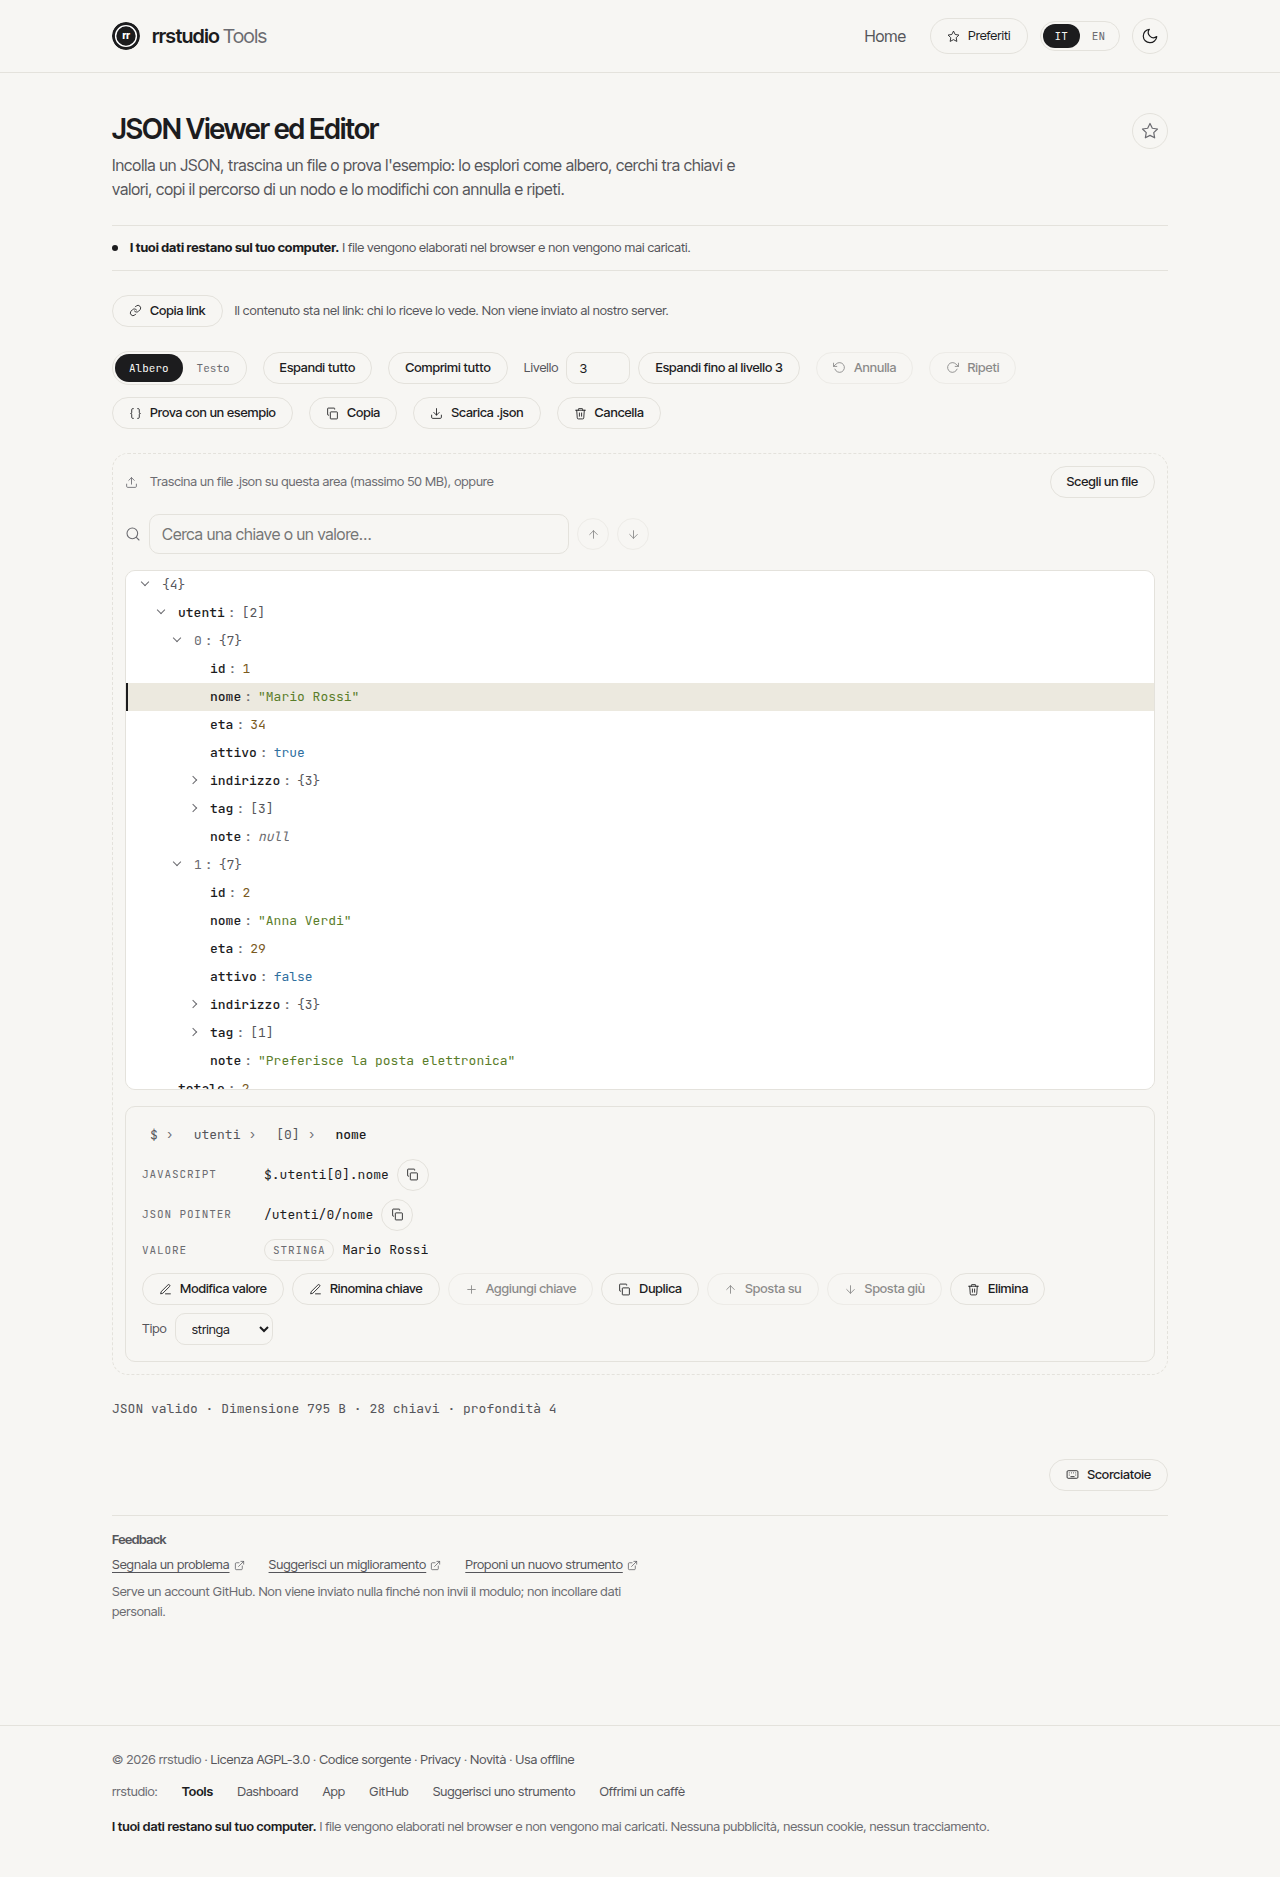 rr rrstudio Tools
Home
Preferiti
IT EN
JSON Viewer ed Editor
Incolla un JSON, trascina un file o prova l'esempio: lo esplori come albero, cerchi tra chiavi e
valori, copi il percorso di un nodo e lo modifichi con annulla e ripeti.
I tuoi dati restano sul tuo computer. I file vengono elaborati nel browser e non vengono mai caricati.
Copia link Il contenuto sta nel link: chi lo riceve lo vede. Non viene inviato al nostro server.
Albero Testo Espandi tutto Comprimi tutto Livello 3 Espandi fino al livello 3 Annulla Ripeti
{} Prova con un esempio Copia Scarica .json Cancella
Trascina un file .json su questa area (massimo 50 MB), oppure Scegli un file
Cerca una chiave o un valore...
{4}
utenti : [2]
0 : {7}
id : 1
nome : "Mario Rossi"
eta : 34
attivo : true
indirizzo : {3}
tag : [3]
note : null
1 : {7}
id : 2
nome : "Anna Verdi"
eta : 29
attivo : false
indirizzo : {3}
tag : [1]
note : "Preferisce la posta elettronica"
totale : 2
$ › utenti › [0] › nome
JAVASCRIPT $.utenti[0].nome
JSON POINTER /utenti/0/nome
VALORE STRINGA Mario Rossi
Modifica valore Rinomina chiave Aggiungi chiave Duplica Sposta su Sposta giù Elimina
Tipo stringa
JSON valido · Dimensione 795 B · 28 chiavi · profondità 4
Scorciatoie
Feedback
Segnala un problema Suggerisci un miglioramento Proponi un nuovo strumento
Serve un account GitHub. Non viene inviato nulla finché non invii il modulo; non incollare dati
personali.
© 2026 rrstudio · Licenza AGPL-3.0 · Codice sorgente · Privacy · Novità · Usa offline
rrstudio: Tools Dashboard App GitHub Suggerisci uno strumento Offrimi un caffè
I tuoi dati restano sul tuo computer. I file vengono elaborati nel browser e non vengono mai caricati. Nessuna pubblicità, nessun cookie, nessun tracciamento.